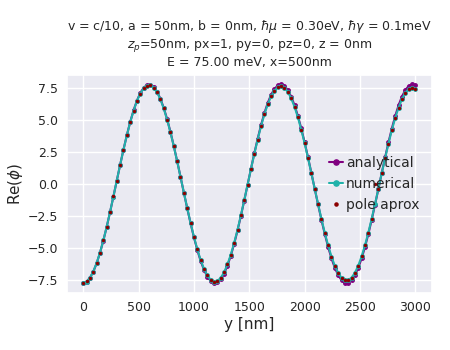 v = c/10, a = 50nm, b = 0nm, ℏμ = 0.30eV, ℏγ = 0.1meV
z_p=50nm, px=1, py=0, pz=0, z = 0nm
E = 75.00 meV, x=500nm
7.5
5.0
2.5
0.0
−2.5
−5.0
−7.5
Re(ϕ)
analytical
numerical
pole aprox
0 500 1000 1500 2000 2500 3000
y [nm]